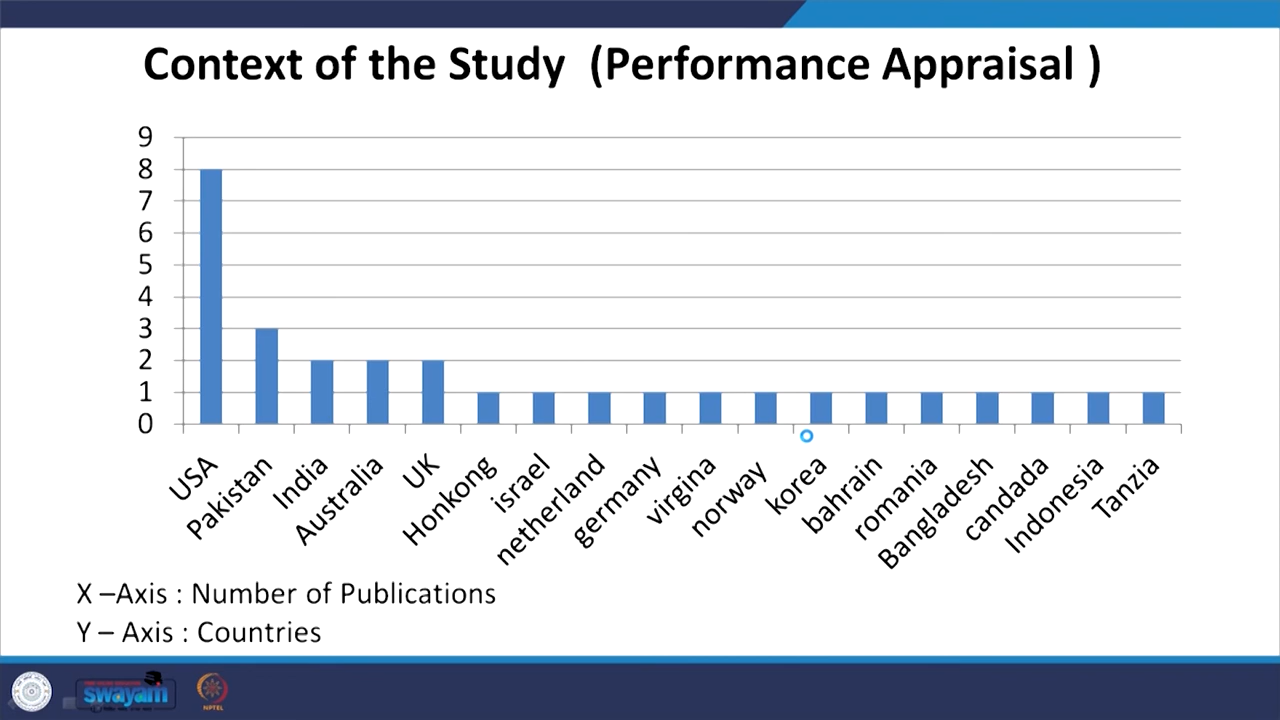 Context of the Study (Performance Appraisal )
9
8
7
6
5
4
3
2
1
0
USA
Pakistan
India
Australia
UK
Honkong
israel
netherland
germany
virgina
norway
korea
bahrain
romania
Bangladesh
candada
Indonesia
Tanzia
X –Axis : Number of Publications
Y – Axis : Countries
swayam
NPTEL